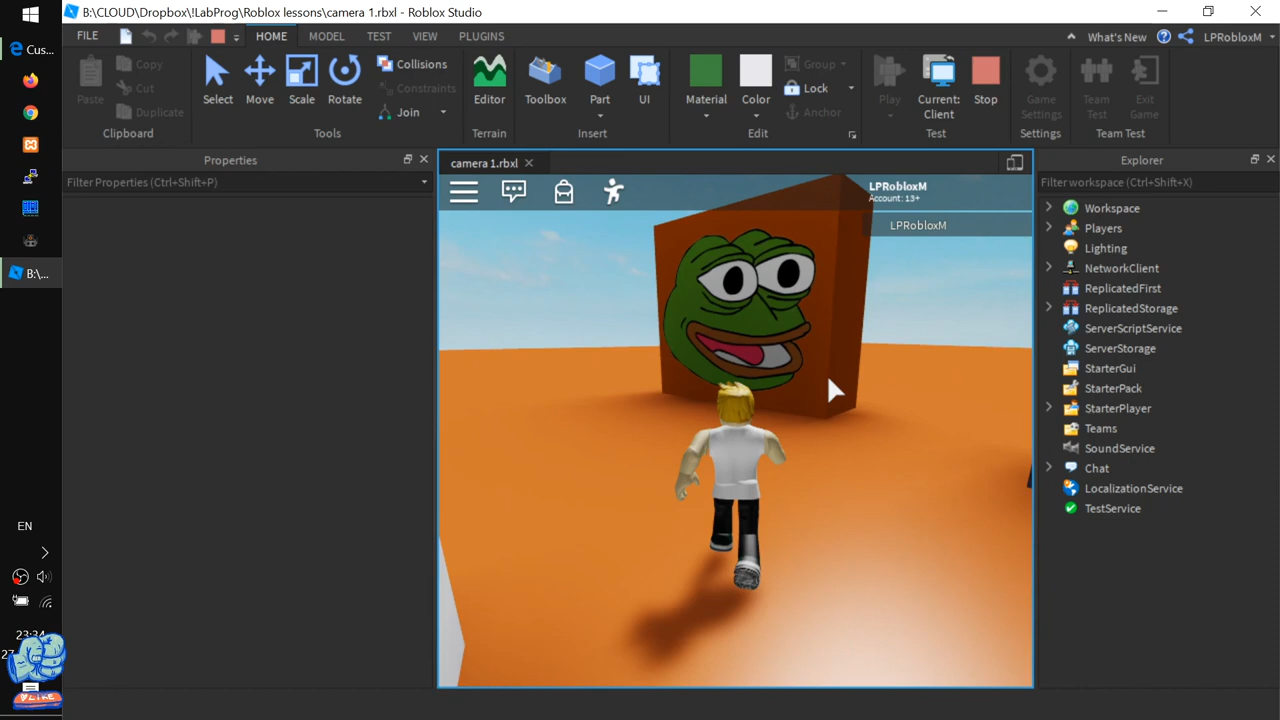 B:\CLOUD\Dropbox\!LabProg\Roblox lessons\camera 1.rbxl - Roblox Studio
Cus...
FILE
HOME
MODEL
TEST
VIEW
PLUGINS
What's New
LPRobloxM
Paste
Copy
Cut
Duplicate
Clipboard
Select
Move
Scale
Rotate
Collisions
Constraints
Join
Tools
Editor
Terrain
Toolbox
Part
UI
Insert
Material
Color
Group
Lock
Anchor
Edit
Play
Current:
Client
Stop
Test
Game
Settings
Settings
Team
Test
Exit
Game
Team Test
Properties
Filter Properties (Ctrl+Shift+P)
camera 1.rbxl
LPRobloxM
Account: 13+
LPRobloxM
Explorer
Filter workspace (Ctrl+Shift+X)
Workspace
Players
Lighting
NetworkClient
ReplicatedFirst
ReplicatedStorage
ServerScriptService
ServerStorage
StarterGui
StarterPack
StarterPlayer
Teams
SoundService
Chat
LocalizationService
TestService
B:\...
EN
23:34
LIKE